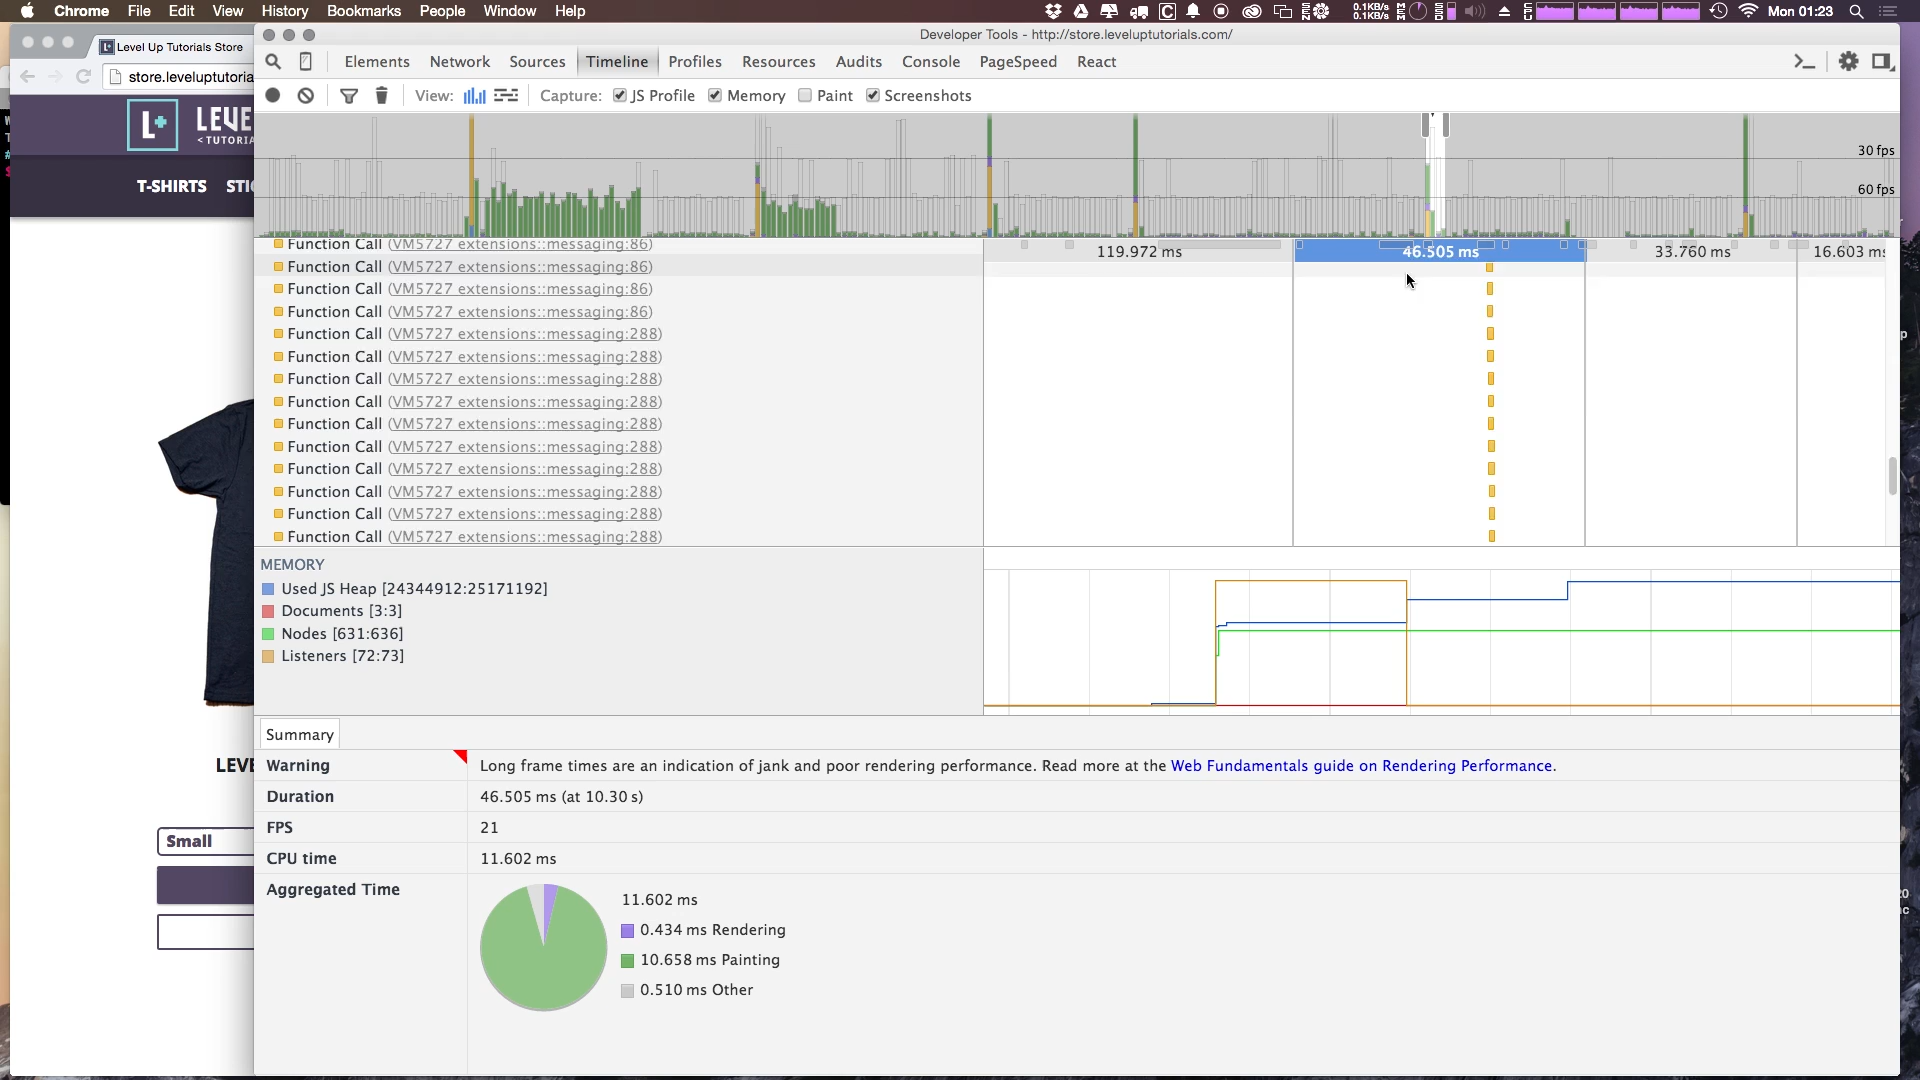 Chrome File Edit View History Bookmarks People Window Help
0.1KB/s
0.1KB/s
Mon 01:23
Level Up Tutorials Store
Developer Tools - http://store.leveluptutorials.com/
store.leveluptutoria
Elements Network Sources Timeline Profiles Resources Audits Console PageSpeed React
View: Capture: JS Profile Memory Paint Screenshots
L+ LEVE
<TUTORIA
T-SHIRTS STIC
30 fps
60 fps
119.972 ms 46.505 ms 33.760 ms 16.603 ms
Function Call (VM5727 extensions::messaging:86)
Function Call (VM5727 extensions::messaging:86)
Function Call (VM5727 extensions::messaging:86)
Function Call (VM5727 extensions::messaging:86)
Function Call (VM5727 extensions::messaging:288)
Function Call (VM5727 extensions::messaging:288)
Function Call (VM5727 extensions::messaging:288)
Function Call (VM5727 extensions::messaging:288)
Function Call (VM5727 extensions::messaging:288)
Function Call (VM5727 extensions::messaging:288)
Function Call (VM5727 extensions::messaging:288)
Function Call (VM5727 extensions::messaging:288)
Function Call (VM5727 extensions::messaging:288)
Function Call (VM5727 extensions::messaging:288)
MEMORY
Used JS Heap [24344912:25171192]
Documents [3:3]
Nodes [631:636]
Listeners [72:73]
Summary
LEVE
Warning Long frame times are an indication of jank and poor rendering performance. Read more at the Web Fundamentals guide on Rendering Performance.
Duration 46.505 ms (at 10.30 s)
FPS 21
Small
CPU time 11.602 ms
Aggregated Time 11.602 ms
0.434 ms Rendering
10.658 ms Painting
0.510 ms Other